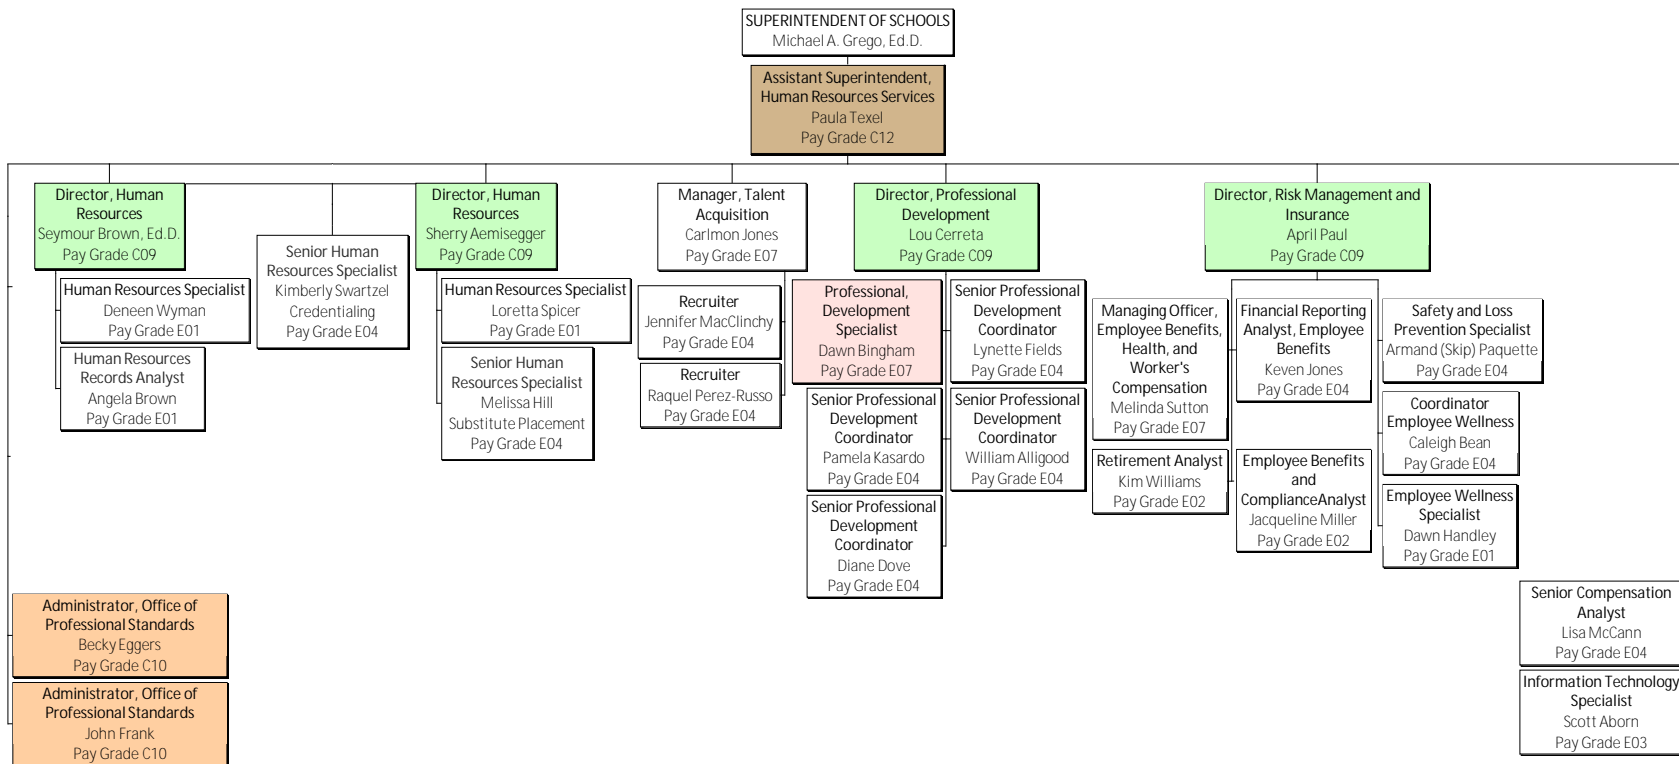 SUPERINTENDENT OF SCHOOLS
Michael A. Grego, Ed.D.
Assistant Superintendent,
Human Resources Services
Paula Texel
Pay Grade C12
Director, Human
Resources
Seymour Brown, Ed.D.
Pay Grade C09
Human Resources Specialist
Deneen Wyman
Pay Grade E01
Human Resources
Records Analyst
Angela Brown
Pay Grade E01
Senior Human
Resources Specialist
Kimberly Swartzel
Credentialing
Pay Grade E04
Director, Human
Resources
Sherry Aemisegger
Pay Grade C09
Human Resources Specialist
Loretta Spicer
Pay Grade E01
Senior Human
Resources Specialist
Melissa Hill
Substitute Placement
Pay Grade E04
Manager, Talent
Acquisition
Carlmon Jones
Pay Grade E07
Recruiter
Jennifer MacClinchy
Pay Grade E04
Recruiter
Raquel Perez-Russo
Pay Grade E04
Director, Professional
Development
Lou Cerreta
Pay Grade C09
Professional,
Development
Specialist
Dawn Bingham
Pay Grade E07
Senior Professional
Development
Coordinator
Lynette Fields
Pay Grade E04
Senior Professional
Development
Coordinator
Pamela Kasardo
Pay Grade E04
Senior Professional
Development
Coordinator
William Alligood
Pay Grade E04
Senior Professional
Development
Coordinator
Diane Dove
Pay Grade E04
Director, Risk Management and
Insurance
April Paul
Pay Grade C09
Managing Officer,
Employee Benefits,
Health, and
Worker's
Compensation
Melinda Sutton
Pay Grade E07
Retirement Analyst
Kim Williams
Pay Grade E02
Financial Reporting
Analyst, Employee
Benefits
Keven Jones
Pay Grade E04
Employee Benefits
and
ComplianceAnalyst
Jacqueline Miller
Pay Grade E02
Safety and Loss
Prevention Specialist
Armand (Skip) Paquette
Pay Grade E04
Coordinator
Employee Wellness
Caleigh Bean
Pay Grade E04
Employee Wellness
Specialist
Dawn Handley
Pay Grade E01
Administrator, Office of
Professional Standards
Becky Eggers
Pay Grade C10
Administrator, Office of
Professional Standards
John Frank
Pay Grade C10
Senior Compensation
Analyst
Lisa McCann
Pay Grade E04
Information Technology
Specialist
Scott Aborn
Pay Grade E03